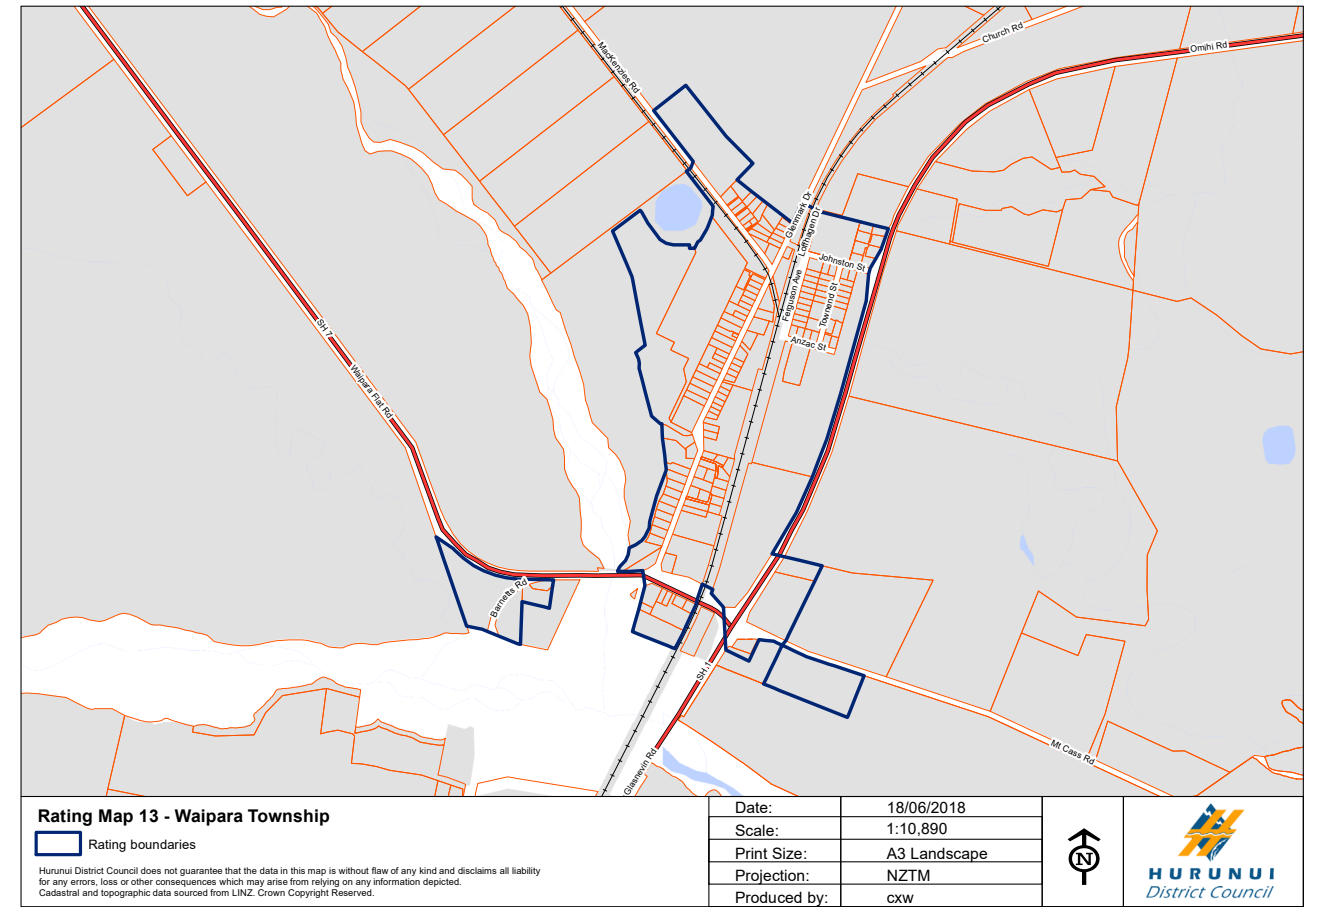 Church Rd
Omihi Rd
MacKenzies Rd
Glenmark Dr
Loffhagen Dr
Johnston St
Ferguson Ave
Townend St
Anzac St
SH 7
Waipara Flat Rd
Barnetts Rd
SH 1
Mt Cass Rd
Glasnevin Rd
Rating Map 13 - Waipara Township
Rating boundaries
Hurunui District Council does not guarantee that the data in this map is without flaw of any kind and disclaims all liability
for any errors, loss or other consequences which may arise from relying on any information depicted.
Cadastral and topographic data sourced from LINZ. Crown Copyright Reserved.
Date: 18/06/2018
Scale: 1:10,890
Print Size: A3 Landscape
Projection: NZTM
Produced by: cxw
N
HURUNUI
District Council